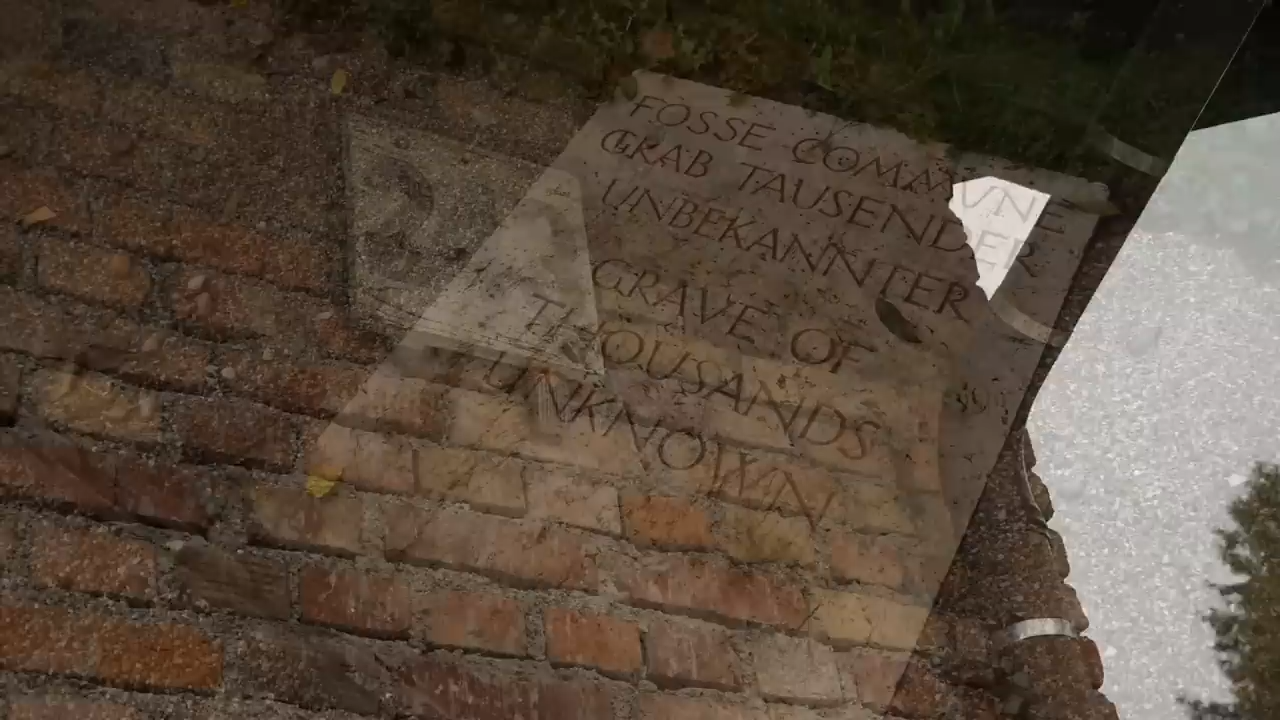 FOSSE COMMUNE
GRAB TAUSENDER
UNBEKANNTER
GRAVE OF
THOUSANDS
UNKNOWN